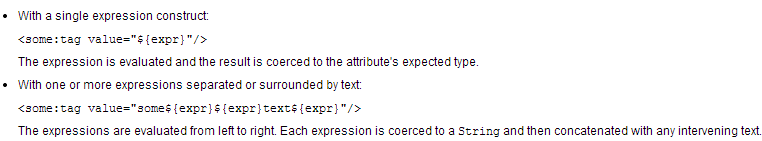 • With a single expression construct:
<some:tag value="${expr}"/>
The expression is evaluated and the result is coerced to the attribute's expected type.
• With one or more expressions separated or surrounded by text:
<some:tag value="some${expr}${expr}text${expr}"/>
The expressions are evaluated from left to right. Each expression is coerced to a String and then concatenated with any intervening text.